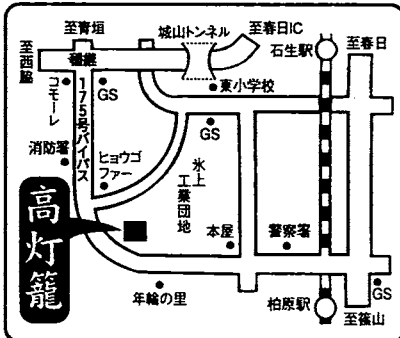 至青垣
城山トンネル
至春日IC
石生駅
至春日
至西脇
稲継
コモーレ
GS
175号バイパス
東小学校
GS
消防署
ヒョウゴ
ファー
氷上
工業団地
高灯籠
本屋
警察署
年輪の里
柏原駅
GS
至篠山